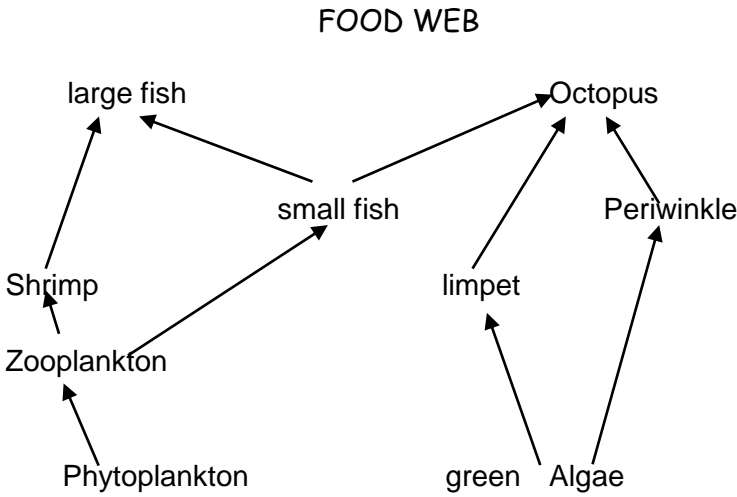 FOOD WEB
large fish
Octopus
small fish
Periwinkle
Shrimp
limpet
Zooplankton
Phytoplankton
green Algae